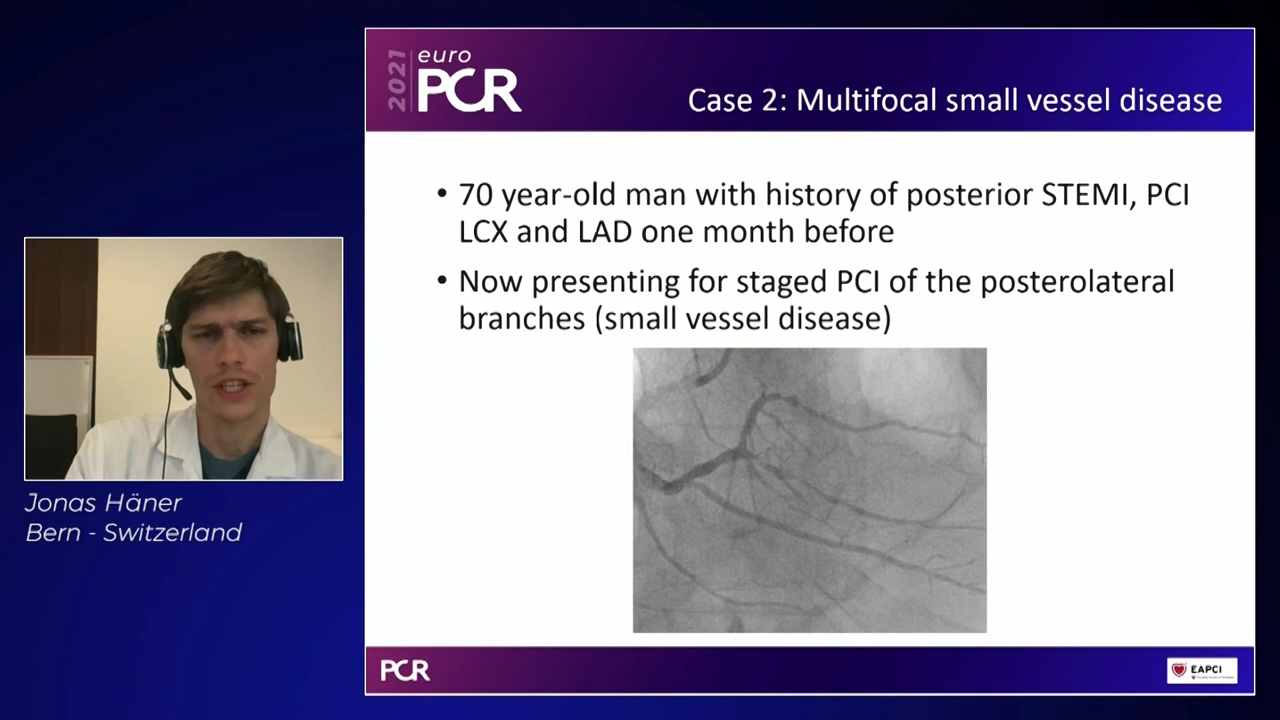 2021
euro
PCR
Case 2: Multifocal small vessel disease
• 70 year-old man with history of posterior STEMI, PCI
LCX and LAD one month before
• Now presenting for staged PCI of the posterolateral
branches (small vessel disease)
Jonas Häner
Bern - Switzerland
PCR
EAPCI